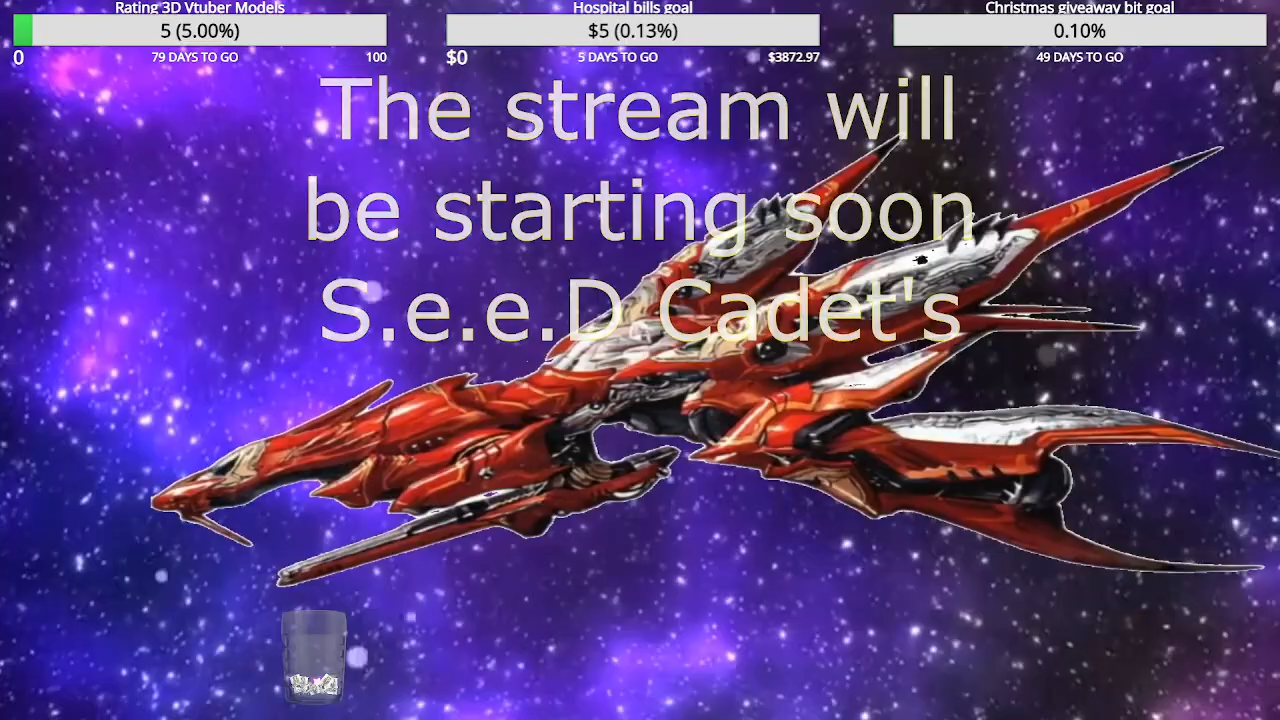 Rating 3D Vtuber Models
5 (5.00%)
0
79 DAYS TO GO
100
Hospital bills goal
$5 (0.13%)
$0
5 DAYS TO GO
$3872.97
Christmas giveaway bit goal
0.10%
49 DAYS TO GO
The stream will
be starting soon
S.e.e.D Cadet's